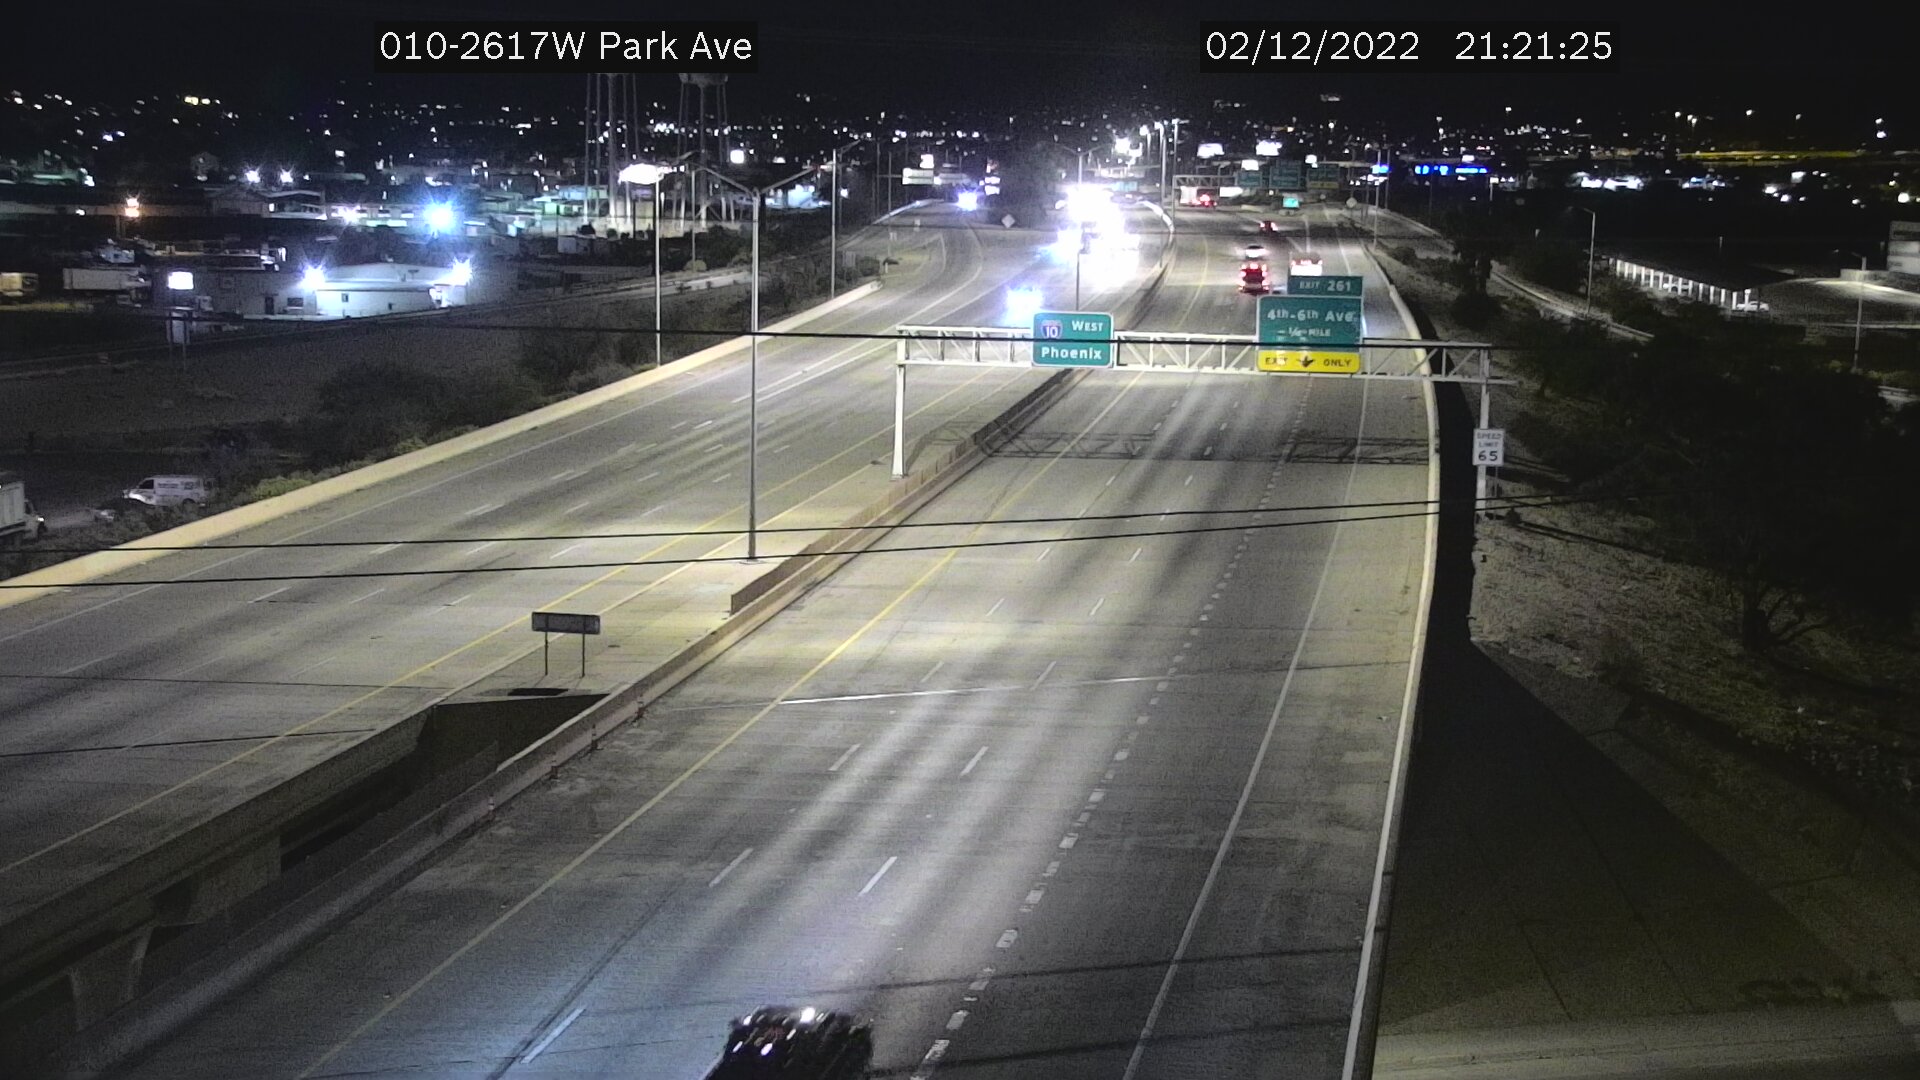 010-2617W Park Ave
02/12/2022 21:21:25
EXIT 261
10 WEST
Phoenix
4th-6th Ave
MILE
EXIT ONLY
SPEED
LIMIT
65